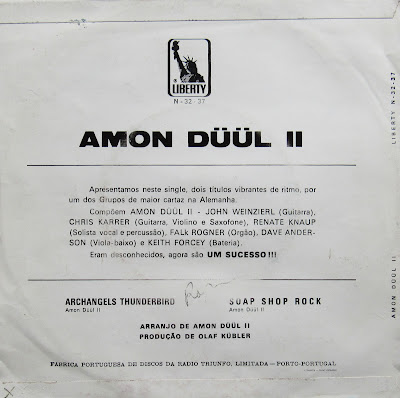 LIBERTY
N-32-37
AMON DÜÜL II
Apresentamos neste single, dois títulos vibrantes de ritmo, por
um dos Grupos de maior cartaz na Alemanha.
Compõem AMON DÜÜL II - JOHN WEINZIERL (Guitarra),
CHRIS KARRER (Guitarra, Violino e Saxofone), RENATE KNAUP
(Solista vocal e percussão), FALk ROGNER (Orgão), DAVE ANDER-
SON (Viola-baixo) e KEITH FORCEY (Bateria).
Eram desconhecidos, agora são UM SUCESSO!!!
ARCHANGELS THUNDERBIRD
Amon Düül II
SOAP SHOP ROCK
Amon Düül II
ARRANJO DE AMON DÜÜL II
PRODUÇÃO DE OLAF KÜBLER
FÁBRICA PORTUGUESA DE DISCOS DA RADIO TRIUNFO, LIMITADA — PORTO-PORTUGAL
LIBERTY N-32-37
AMON DÜÜL II